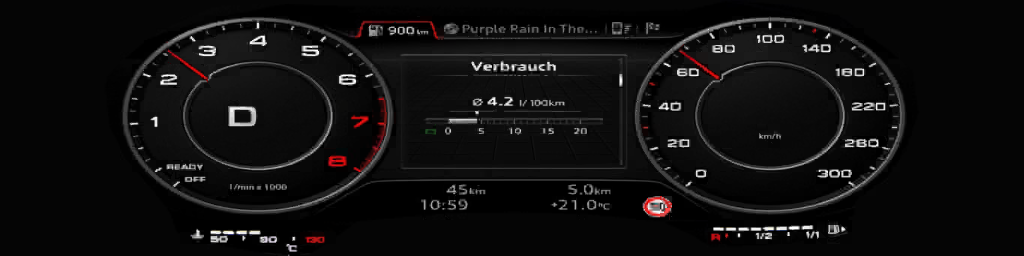 900 km
Purple Rain In The...
1
2
3
4
5
6
7
8
READY
OFF
D
1/min x 1000
Verbrauch
Ø 4.2 l/100km
0 5 10 15 20
0
20
40
60
80
100
140
180
220
260
300
km/h
45km 5.0km
10:59 +21.0°C
50 90 130
°C
R 1/2 1/1